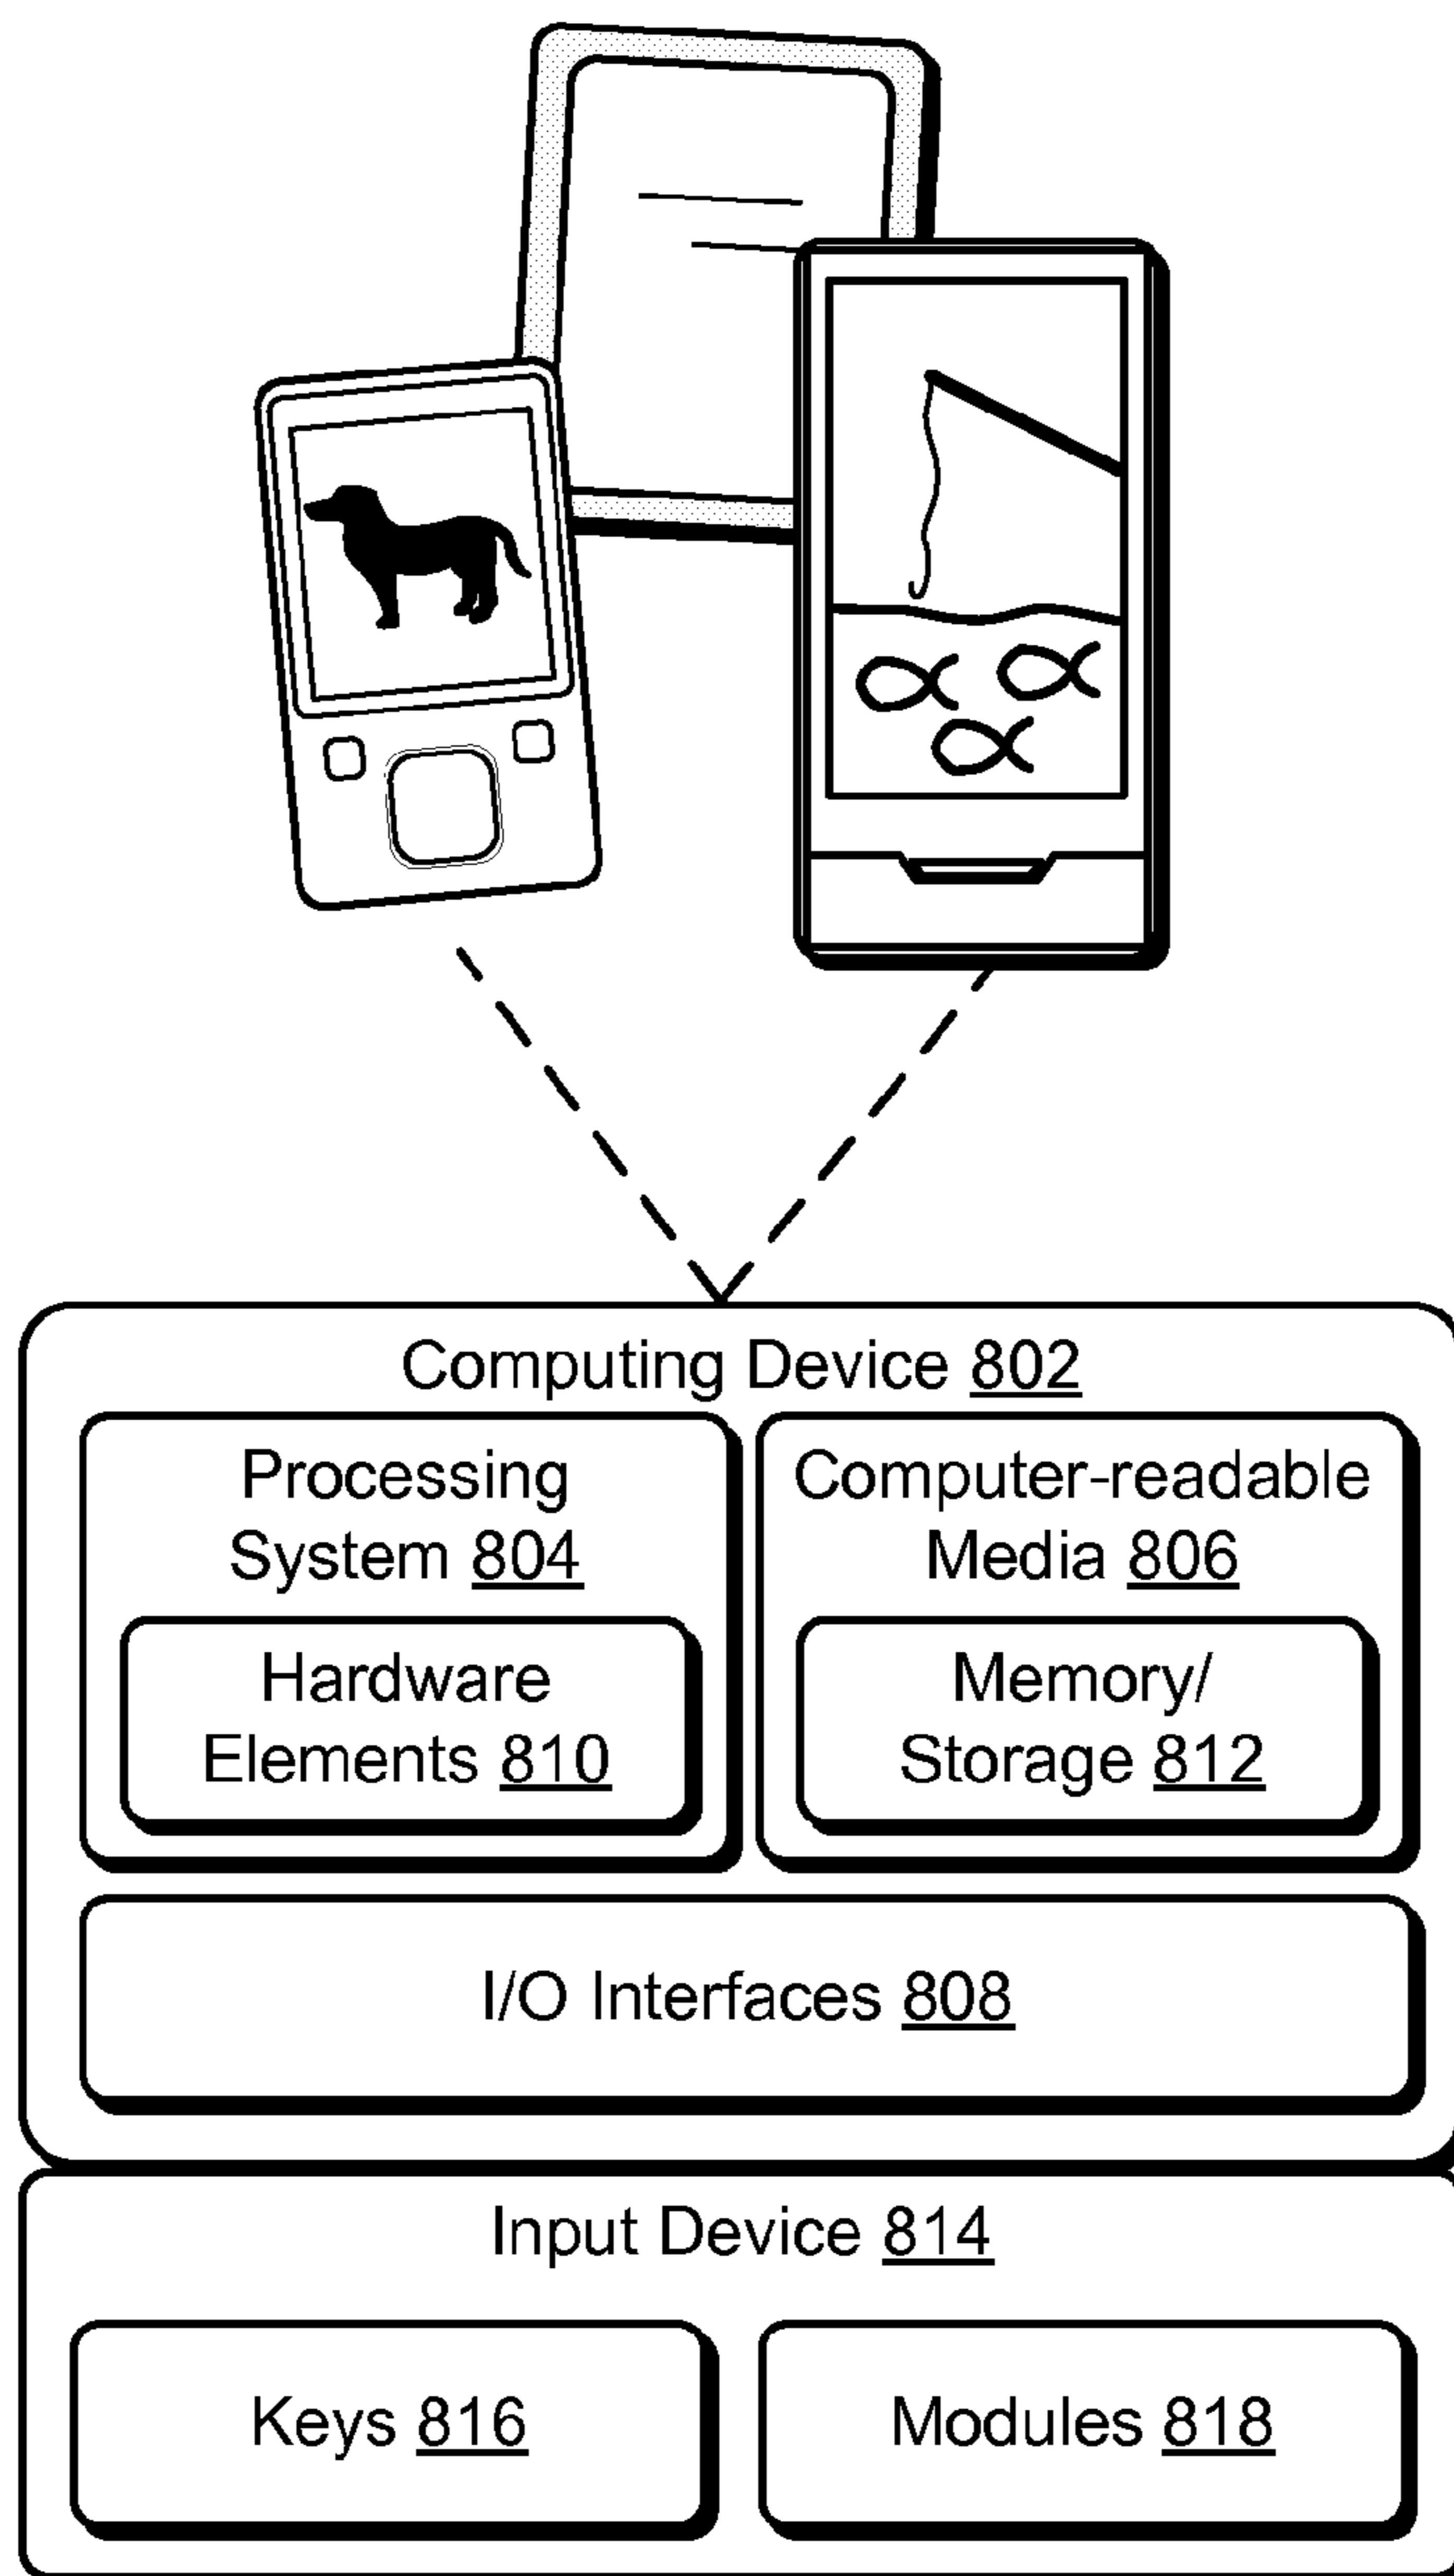 Computing Device 802
Processing
System 804
Hardware
Elements 810
Computer-readable
Media 806
Memory/
Storage 812
I/O Interfaces 808
Input Device 814
Keys 816
Modules 818